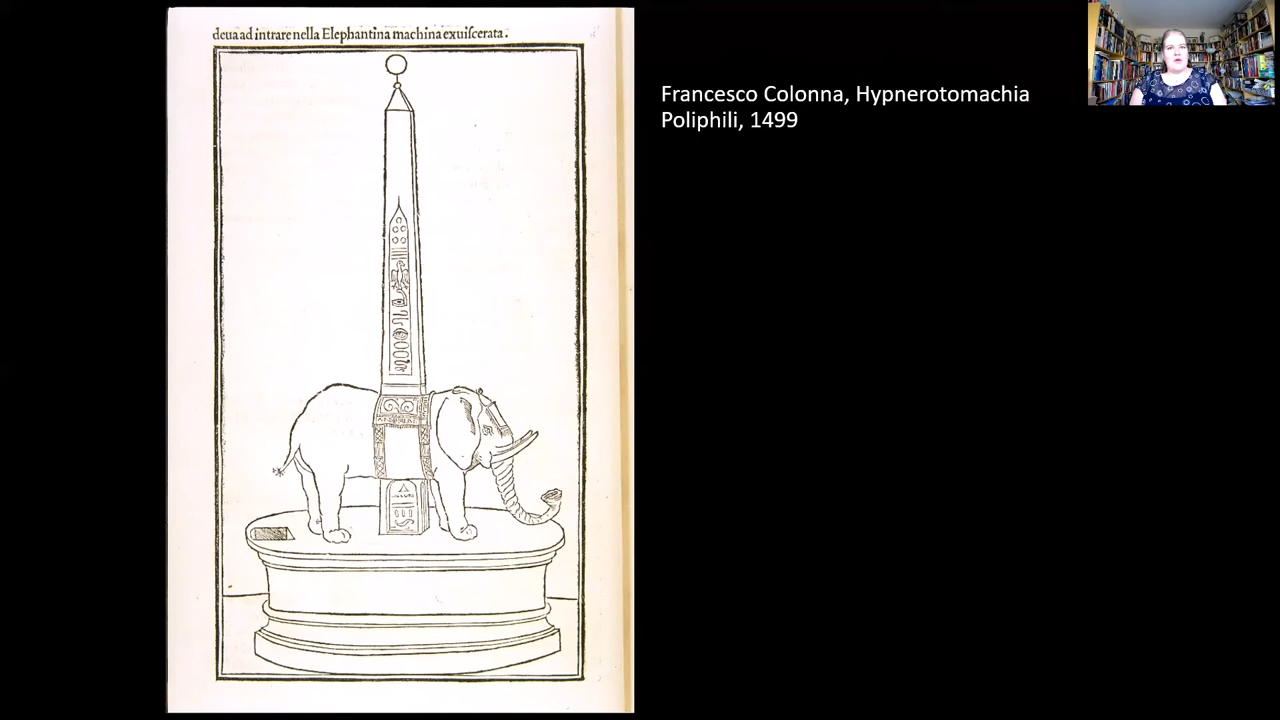 deua ad intrare nella Elephantina machina exuiſcerata.
Francesco Colonna, Hypnerotomachia
Poliphili, 1499